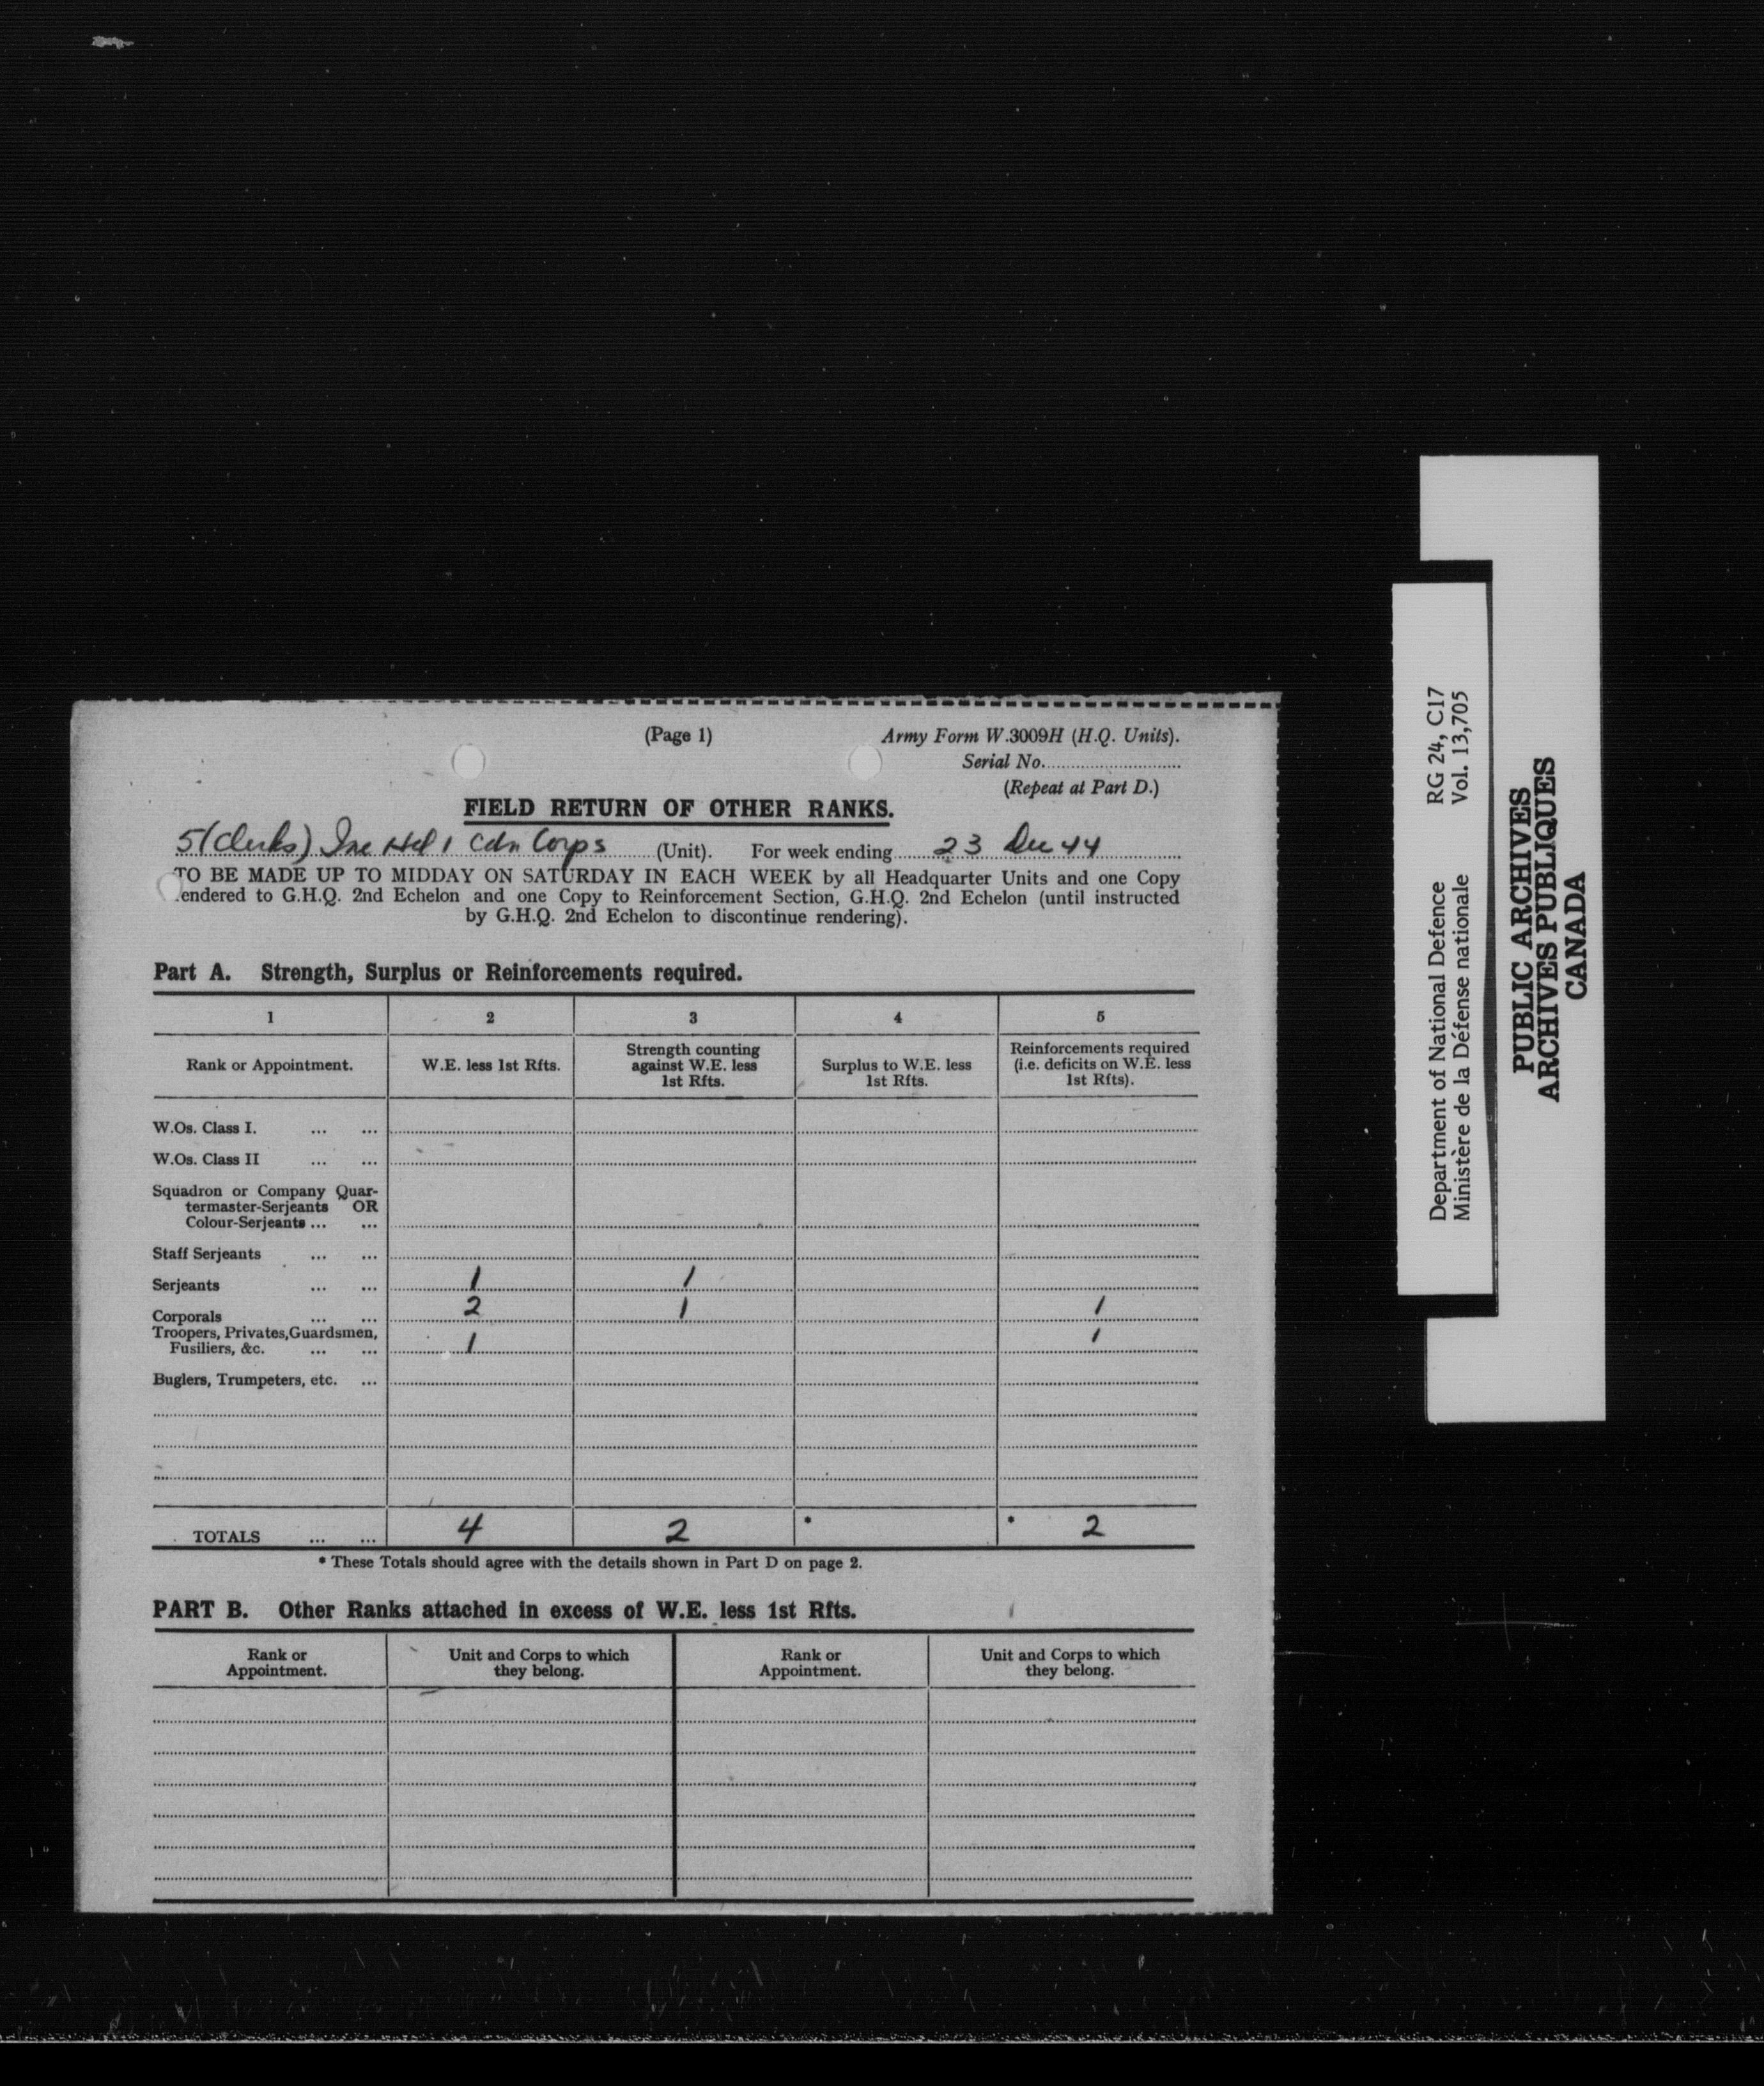 (Page 1)
Army Form W.3009H (H.Q. Units).
Serial No.
(Repeat at Part D.)
FIELD RETURN OF OTHER RANKS.
5 (Clerks) Inc 1 Cdn Corps (Unit). For week ending 23 Dec 44
TO BE MADE UP TO MIDDAY ON SATURDAY IN EACH WEEK by all Headquarter Units and one Copy
endered to G.H.Q. 2nd Echelon and one Copy to Reinforcement Section, G.H.Q. 2nd Echelon (until instructed
by G.H.Q. 2nd Echelon to discontinue rendering).
Part A. Strength, Surplus or Reinforcements required.
1 2 3 4 5
Rank or Appointment.
W.E. less 1st Rfts.
Strength counting
against W.E. less
1st Rfts.
Surplus to W.E. less
1st Rfts.
Reinforcements required
(i.e. deficits on W.E. less
1st Rfts).
W.Os. Class I. ... ...
W.Os. Class II ... ...
Squadron or Company Quar-
termaster-Serjeants OR
Colour-Serjeants ... ...
Staff Serjeants ... ...
Serjeants ... ... 1 1
Corporals ... ... 2 1 1
Troopers, Privates,Guardsmen,
Fusiliers, &c. ... ... 1 1
Buglers, Trumpeters, etc. ...
TOTALS ... ... 4 2 * * 2
* These Totals should agree with the details shown in Part D on page 2.
PART B. Other Ranks attached in excess of W.E. less 1st Rfts.
Rank or
Appointment.
Unit and Corps to which
they belong.
Rank or
Appointment.
Unit and Corps to which
they belong.
Department of National Defence RG 24, C17
Ministère de la Défense nationale Vol. 13,705
PUBLIC ARCHIVES
ARCHIVES PUBLIQUES
CANADA